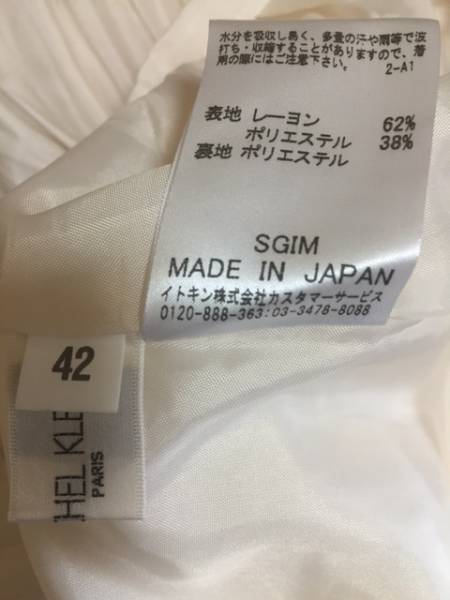 水分を吸収し易く、多量の汗や雨等で波
打ち・収縮することがありますので、着
用の際にはご注意下さい。
2-A1
表地 レーヨン 62%
ポリエステル 38%
裏地 ポリエステル
SGIM
MADE IN JAPAN
イトキン株式会社カスタマーサービス
0120-888-363:03-3478-8088
42
HEL KLE
PARIS